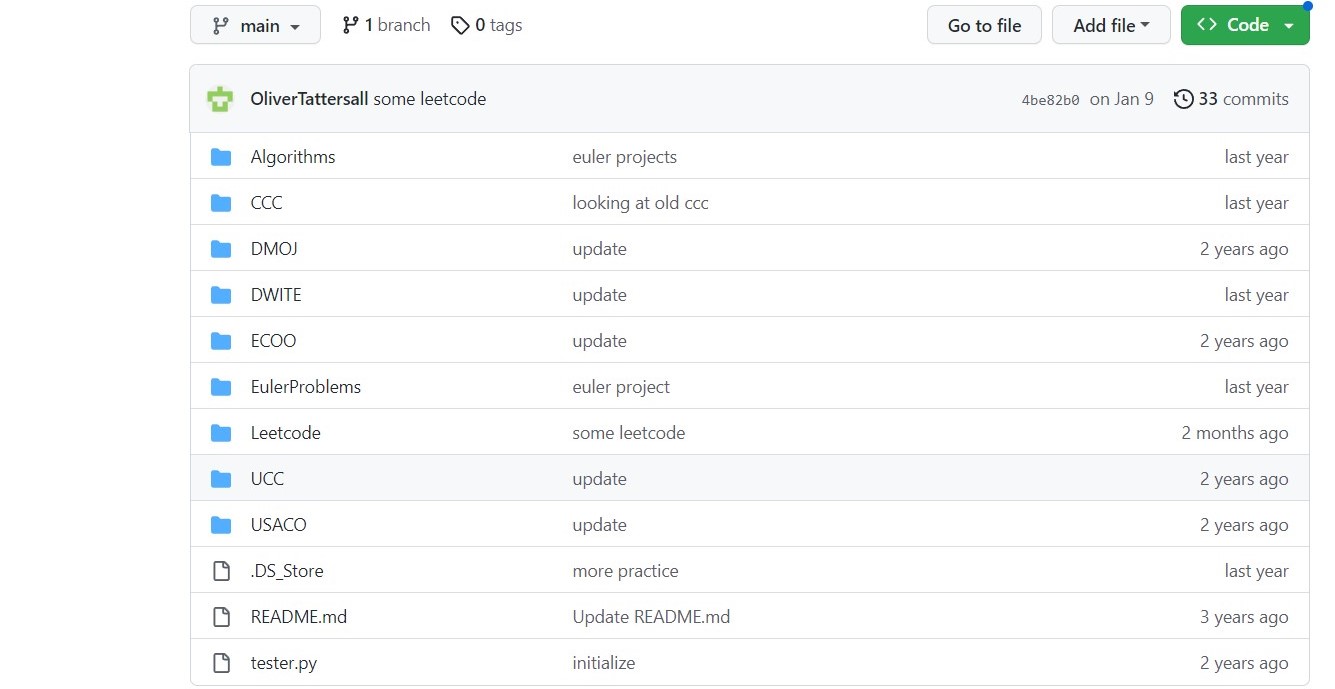 main 1 branch 0 tags Go to file Add file Code
OliverTattersall some leetcode 4be82b0 on Jan 9 33 commits
Algorithms euler projects last year
CCC looking at old ccc last year
DMOJ update 2 years ago
DWITE update last year
ECOO update 2 years ago
EulerProblems euler project last year
Leetcode some leetcode 2 months ago
UCC update 2 years ago
USACO update 2 years ago
.DS_Store more practice last year
README.md Update README.md 3 years ago
tester.py initialize 2 years ago